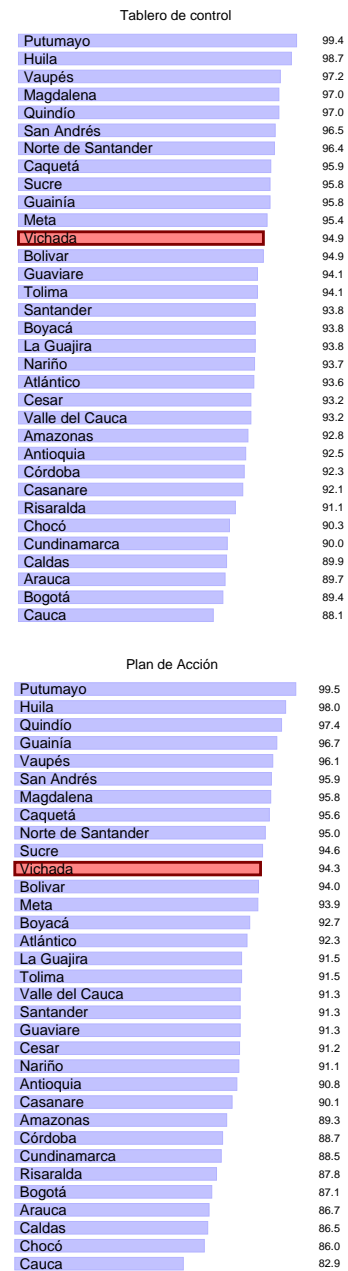 Tablero de control
Putumayo 99.4
Huila 98.7
Vaupés 97.2
Magdalena 97.0
Quindío 97.0
San Andrés 96.5
Norte de Santander 96.4
Caquetá 95.9
Sucre 95.8
Guainía 95.8
Meta 95.4
Vichada 94.9
Bolivar 94.9
Guaviare 94.1
Tolima 94.1
Santander 93.8
Boyacá 93.8
La Guajira 93.8
Nariño 93.7
Atlántico 93.6
Cesar 93.2
Valle del Cauca 93.2
Amazonas 92.8
Antioquia 92.5
Córdoba 92.3
Casanare 92.1
Risaralda 91.1
Chocó 90.3
Cundinamarca 90.0
Caldas 89.9
Arauca 89.7
Bogotá 89.4
Cauca 88.1
Plan de Acción
Putumayo 99.5
Huila 98.0
Quindío 97.4
Guainía 96.7
Vaupés 96.1
San Andrés 95.9
Magdalena 95.8
Caquetá 95.6
Norte de Santander 95.0
Sucre 94.6
Vichada 94.3
Bolivar 94.0
Meta 93.9
Boyacá 92.7
Atlántico 92.3
La Guajira 91.5
Tolima 91.5
Valle del Cauca 91.3
Santander 91.3
Guaviare 91.3
Cesar 91.2
Nariño 91.1
Antioquia 90.8
Casanare 90.1
Amazonas 89.3
Córdoba 88.7
Cundinamarca 88.5
Risaralda 87.8
Bogotá 87.1
Arauca 86.7
Caldas 86.5
Chocó 86.0
Cauca 82.9